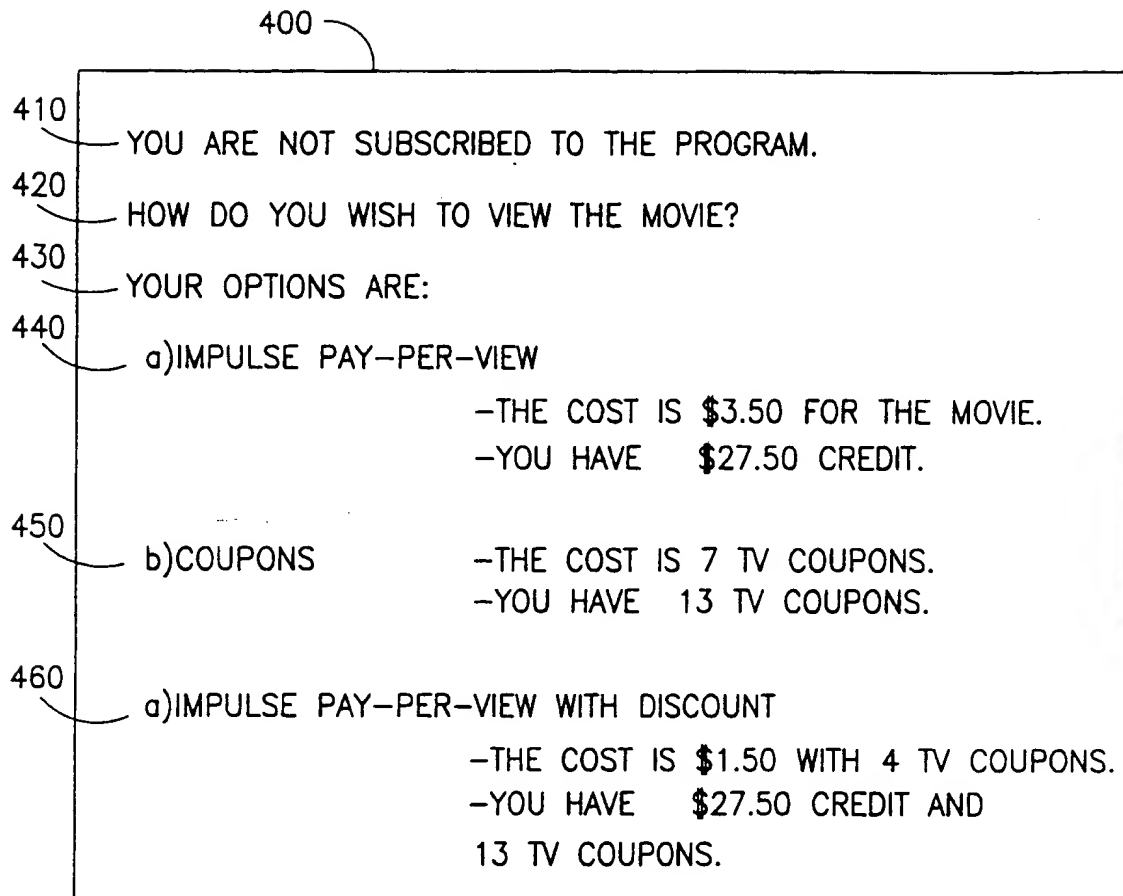 400
410
YOU ARE NOT SUBSCRIBED TO THE PROGRAM.
420
HOW DO YOU WISH TO VIEW THE MOVIE?
430
YOUR OPTIONS ARE:
440
a)IMPULSE PAY-PER-VIEW
-THE COST IS $3.50 FOR THE MOVIE.
-YOU HAVE $27.50 CREDIT.
450
b)COUPONS -THE COST IS 7 TV COUPONS.
-YOU HAVE 13 TV COUPONS.
460
a)IMPULSE PAY-PER-VIEW WITH DISCOUNT
-THE COST IS $1.50 WITH 4 TV COUPONS.
-YOU HAVE $27.50 CREDIT AND
13 TV COUPONS.